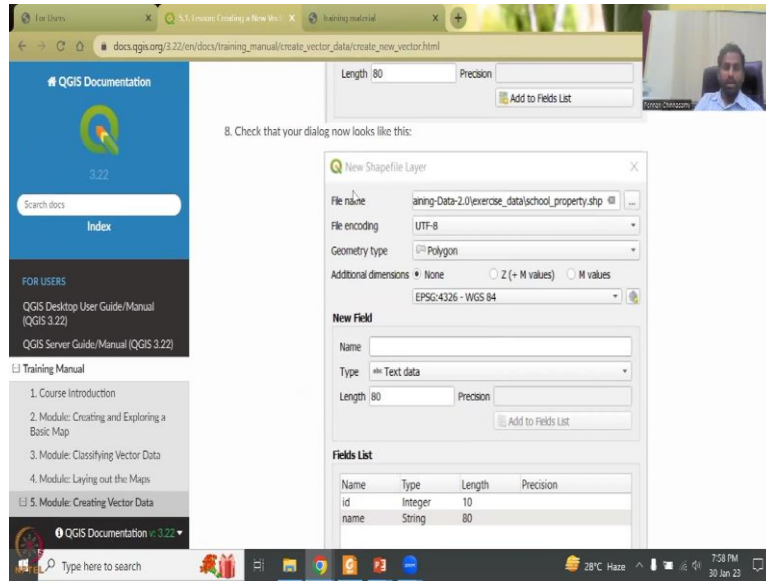 For Users
5.1. Lesson: Creating a New Vect
training material
docs.qgis.org/3.22/en/docs/training_manual/create_vector_data/create_new_vector.html
QGIS Documentation
3.22
Search docs
Index
FOR USERS
QGIS Desktop User Guide/Manual
(QGIS 3.22)
QGIS Server Guide/Manual (QGIS 3.22)
Training Manual
1. Course Introduction
2. Module: Creating and Exploring a
Basic Map
3. Module: Classifying Vector Data
4. Module: Laying out the Maps
5. Module: Creating Vector Data
QGIS Documentation v: 3.22
Length 80 Precision
Add to Fields List
8. Check that your dialog now looks like this:
New Shapefile Layer
File name aining-Data-2.0\exercise_data\school_property.shp ...
File encoding UTF-8
Geometry type Polygon
Additional dimensions None Z (+ M values) M values
EPSG:4326 - WGS 84
New Field
Name
Type abc Text data
Length 80 Precision
Add to Fields List
Fields List
Name Type Length Precision
id Integer 10
name String 80
NPTEL
Type here to search
28°C Haze
7:58 PM
30 Jan 23